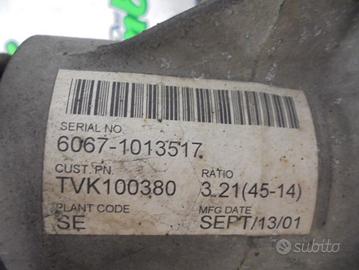 SERIAL NO.
6067-1013517
CUST. PN.
RATIO
TVK100380
3.21(45-14)
PLANT CODE
MFG DATE
SE
SEPT/13/01
subito